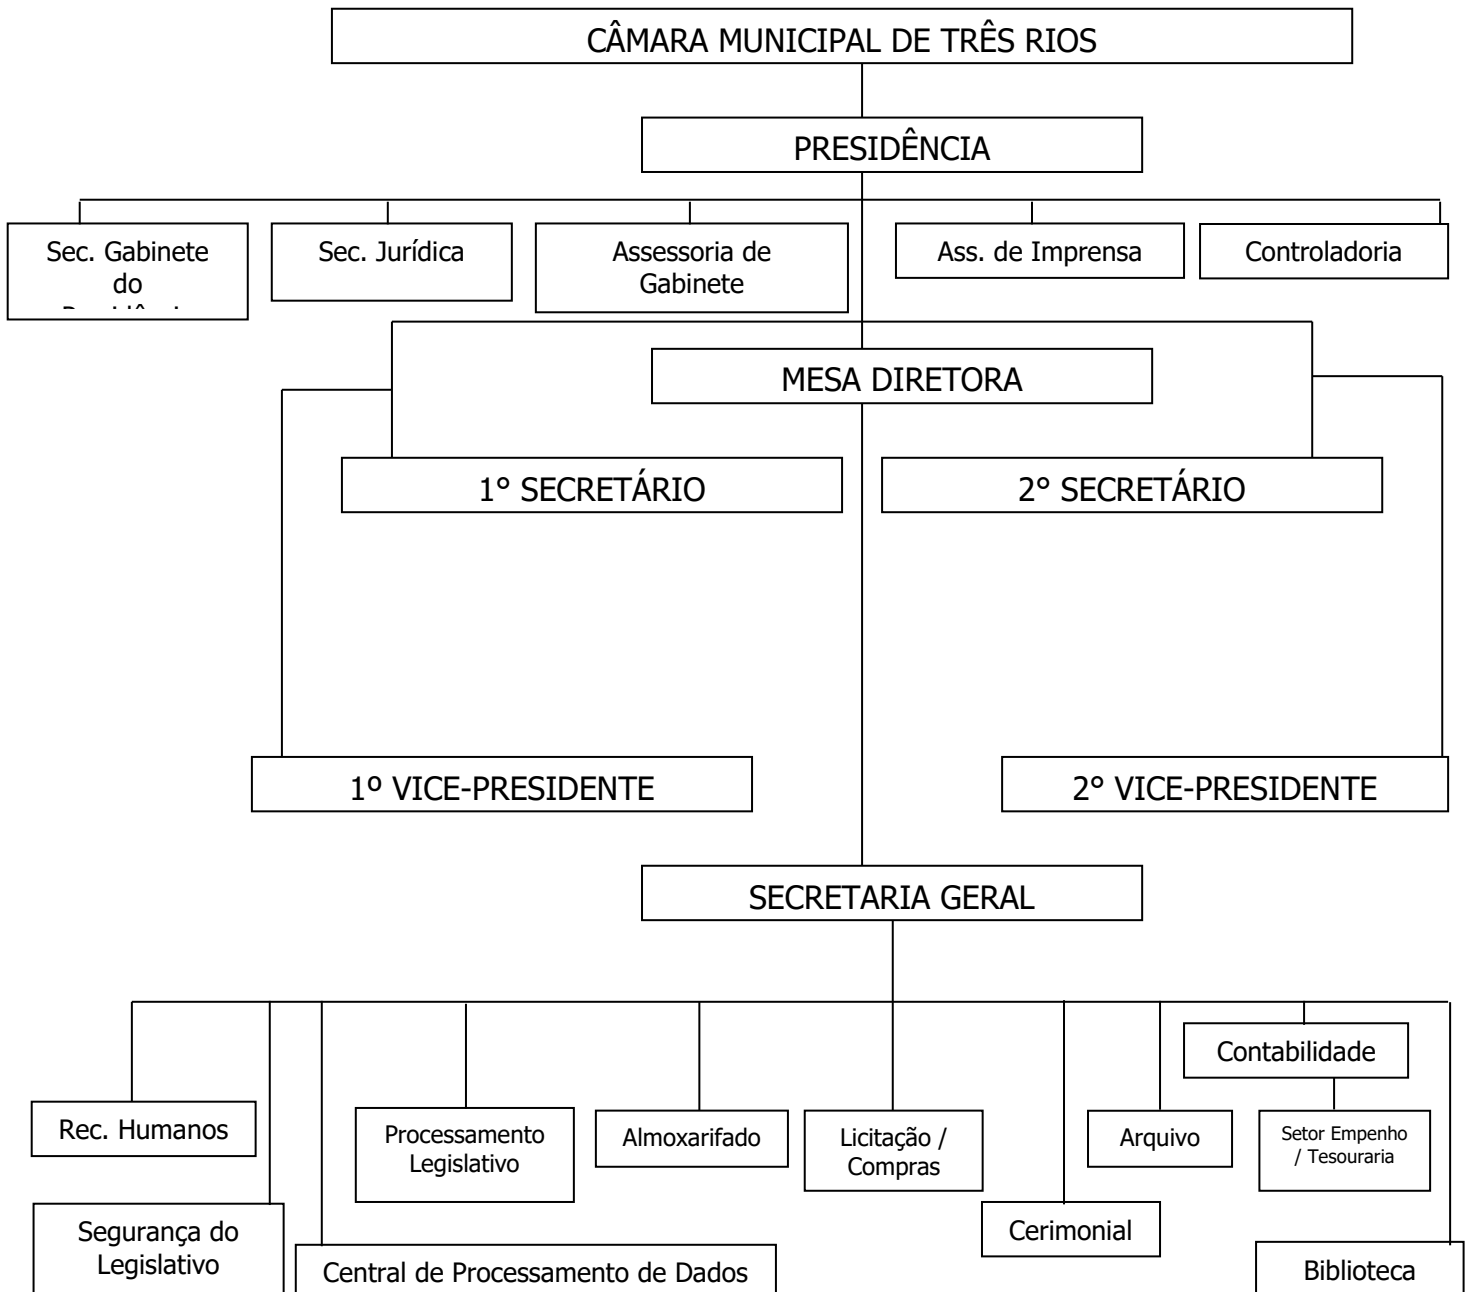 CÂMARA MUNICIPAL DE TRÊS RIOS
PRESIDÊNCIA
Sec. Gabinete
do
Sec. Jurídica
Assessoria de
Gabinete
Ass. de Imprensa
Controladoria
MESA DIRETORA
1° SECRETÁRIO
2° SECRETÁRIO
1º VICE-PRESIDENTE
2° VICE-PRESIDENTE
SECRETARIA GERAL
Contabilidade
Rec. Humanos
Processamento
Legislativo
Almoxarifado
Licitação /
Compras
Arquivo
Setor Empenho
/ Tesouraria
Segurança do
Legislativo
Central de Processamento de Dados
Cerimonial
Biblioteca